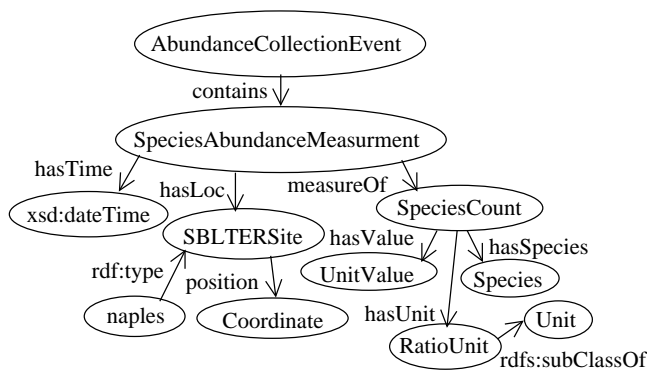 AbundanceCollectionEvent
contains
SpeciesAbundanceMeasurment
hasTime
hasLoc
measureOf
xsd:dateTime
SpeciesCount
SBLTERSite
hasValue
hasSpecies
rdf:type
position
UnitValue
Species
naples
Coordinate
hasUnit
Unit
RatioUnit
rdfs:subClassOf